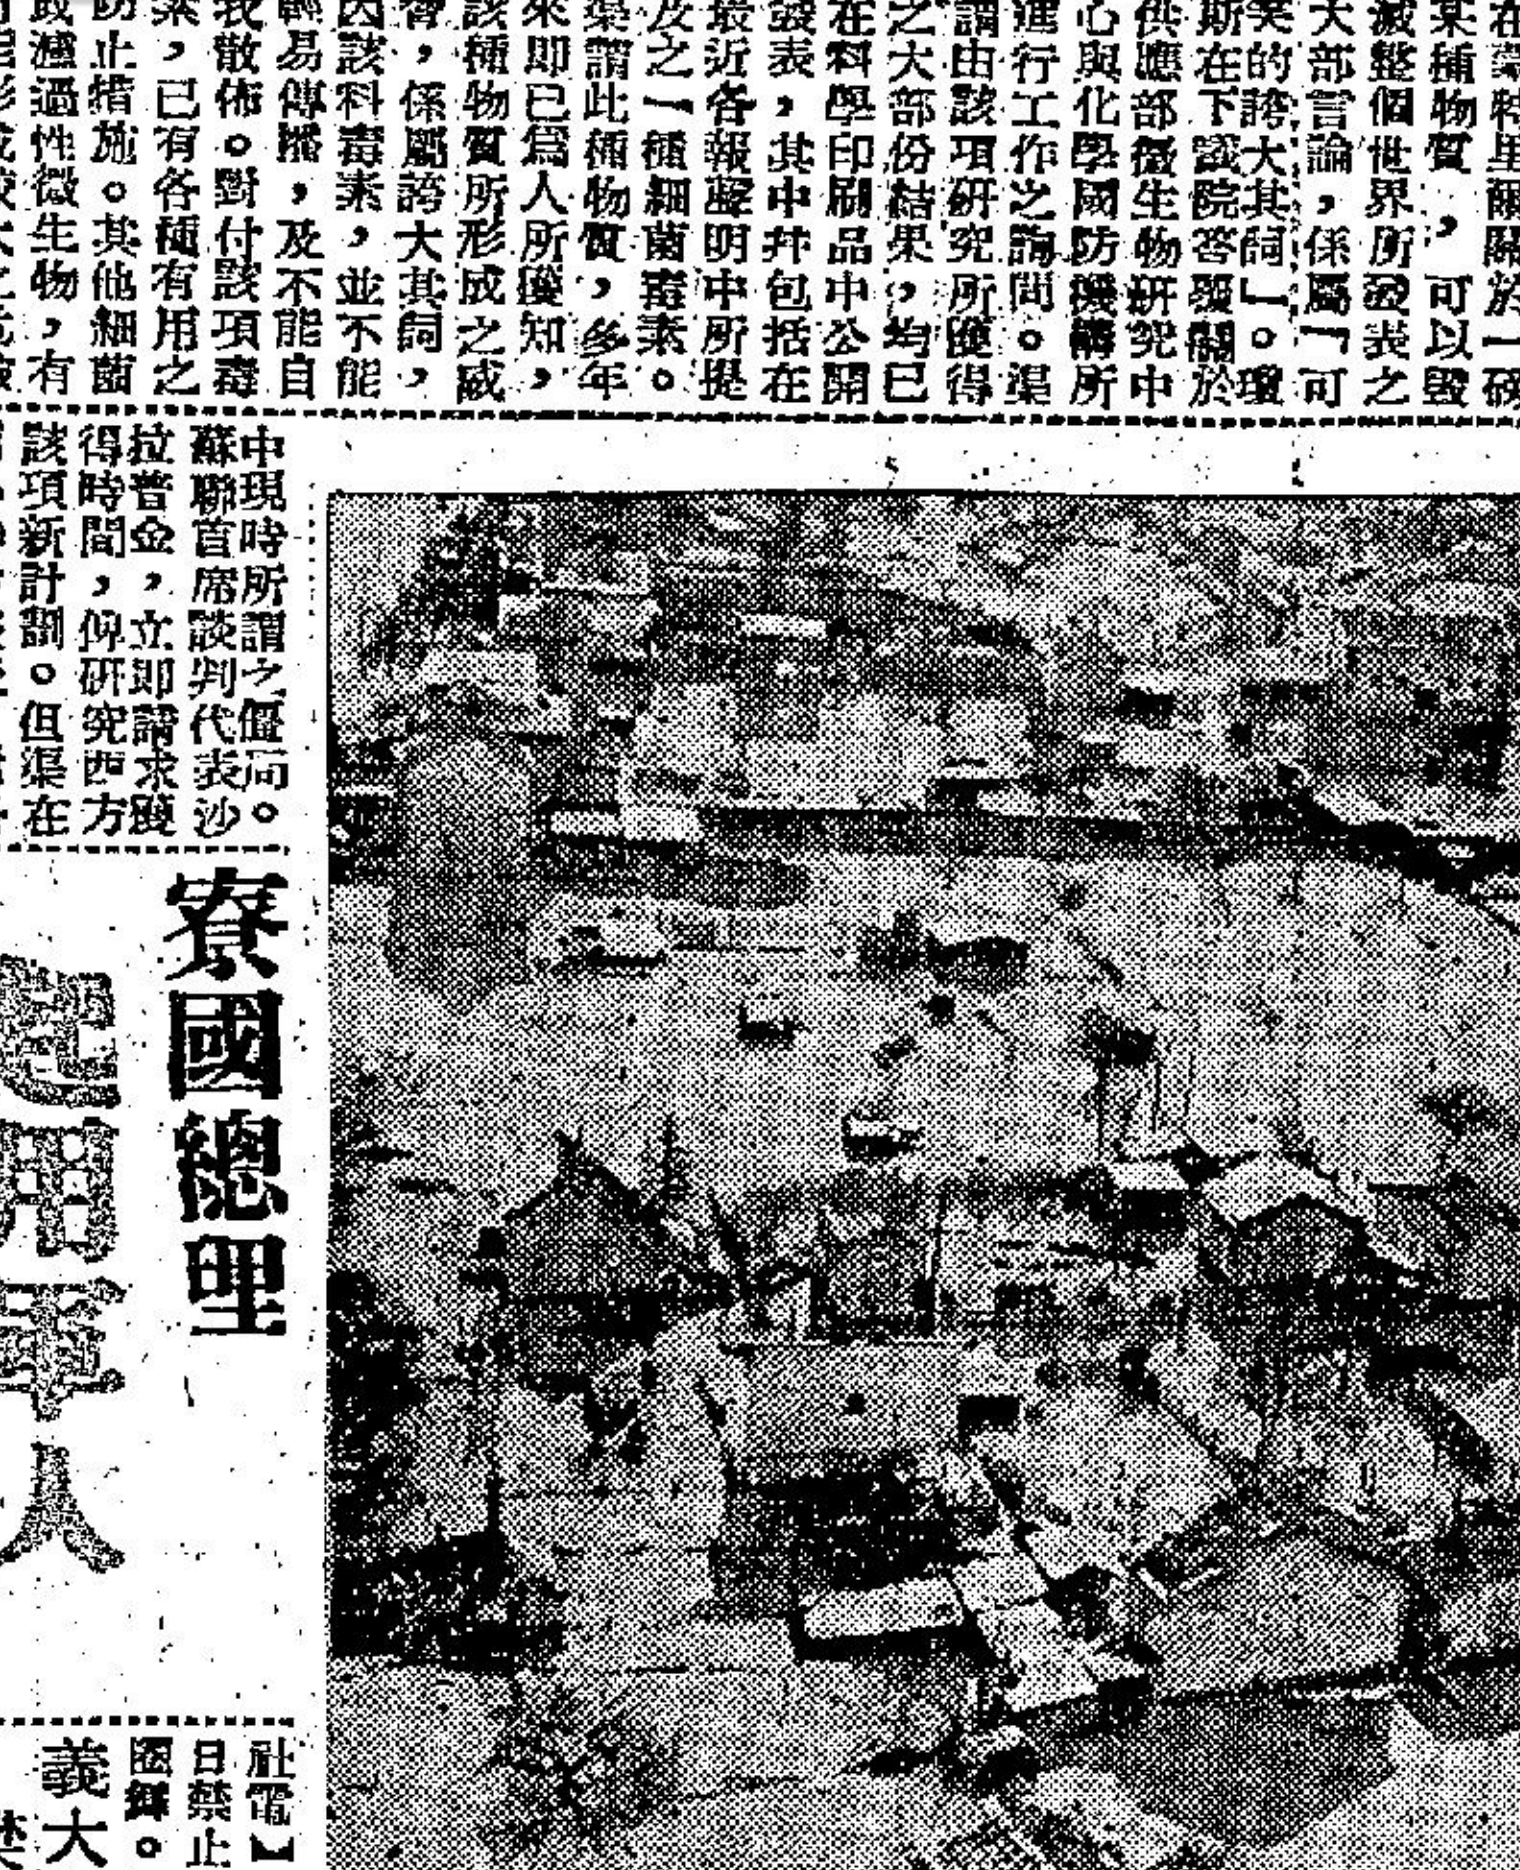 在蒙特里爾關於一磅
某種物質，可以毀
滅整個世界所發表之
大部言論，係屬「可
笑的誇大其詞」。瓊
斯在下議院答覆關於
供應部微生物研究中
心與化學國防機構所
進行工作之詢問。渠
謂由該項研究所獲得
之大部份結果，均已
在科學印刷品中公開
發表，其中幷包括在
最近各報聲明中所提
及之「種細菌毒素。
渠謂此種物質，多年
來即已爲人所獲知，
該種物質所形成之威
脅，係屬誇大其詞，
因該料毒素，並不能
輕易傳播，及不能自
我散佈。對付該項毒
素，已有各種有用之
防止措施。其他細菌
或濾過性微生物，有
中現時所謂之僵局。
蘇聯首席談判代表沙
拉普金，立即請求獲
得時間，俾研究西方
該項新計劃。但渠在
寮國總理
起用軍人
社電】
日禁止
義大